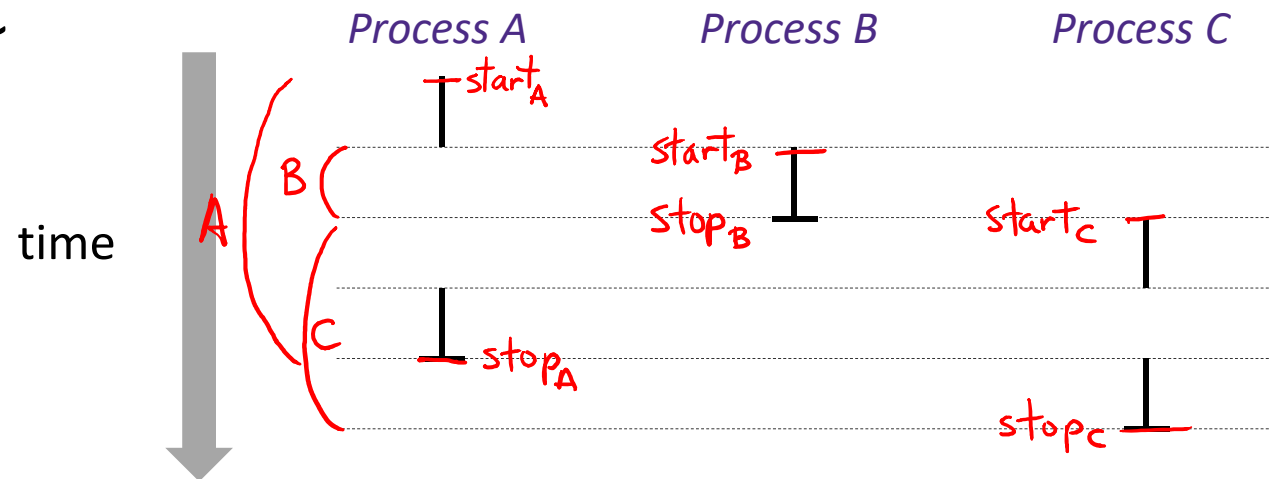 Process A Process B Process C
start_A
start_B
B
stop_B start_C
A
time
C
stop_A
stop_C